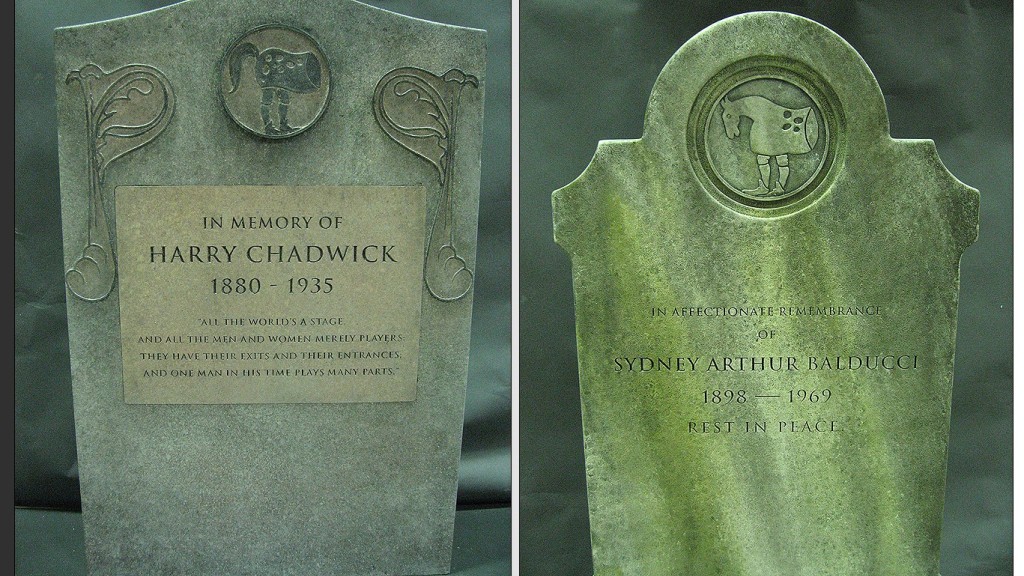 IN MEMORY OF
HARRY CHADWICK
1880 - 1935
"ALL THE WORLD'S A STAGE,
AND ALL THE MEN AND WOMEN MERELY PLAYERS:
THEY HAVE THEIR EXITS AND THEIR ENTRANCES;
AND ONE MAN IN HIS TIME PLAYS MANY PARTS."
IN AFFECTIONATE REMEMBRANCE
OF
SYDNEY ARTHUR BALDUCCI
1898 — 1969
REST IN PEACE